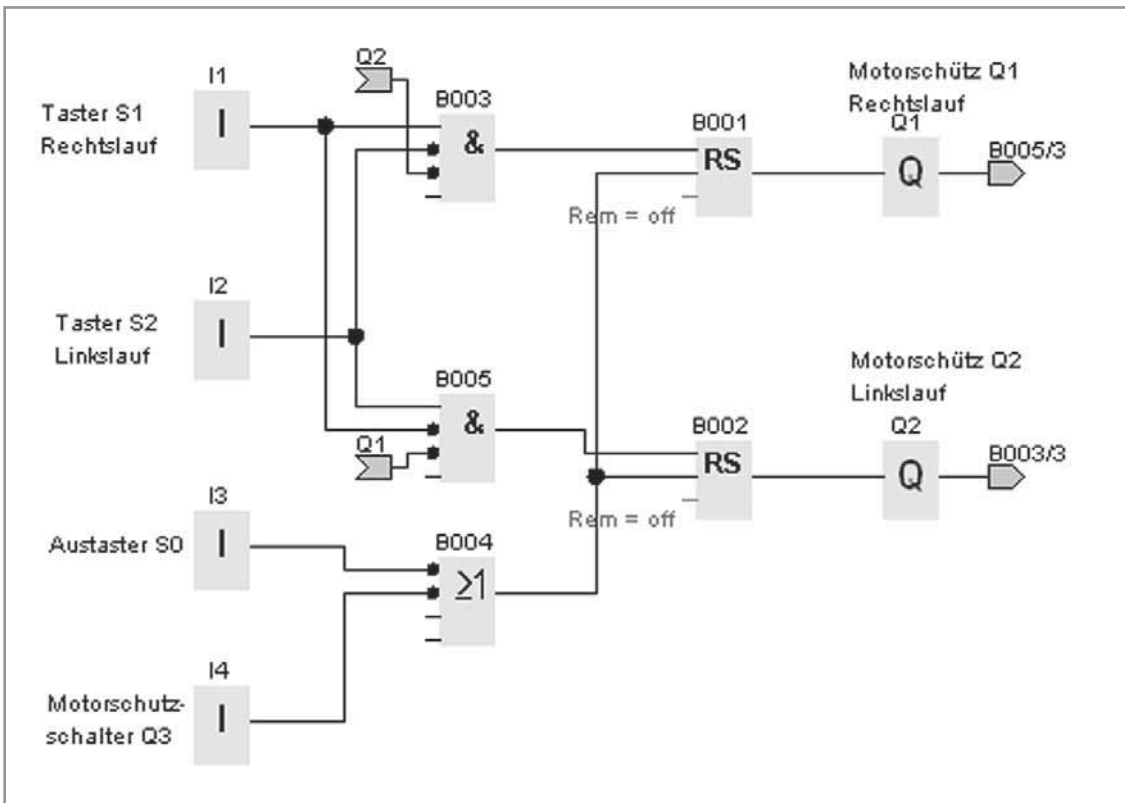 I1
I
Taster S1
Rechtslauf
Q2
B003
&
B001
RS
Rem = off
Motorschütz Q1
Rechtslauf
Q1
Q
B005/3
I2
I
Taster S2
Linkslauf
B005
&
Q1
B002
RS
Rem = off
Motorschütz Q2
Linkslauf
Q2
Q
B003/3
I3
I
Austaster S0
B004
≥1
I4
I
Motorschutz-
schalter Q3